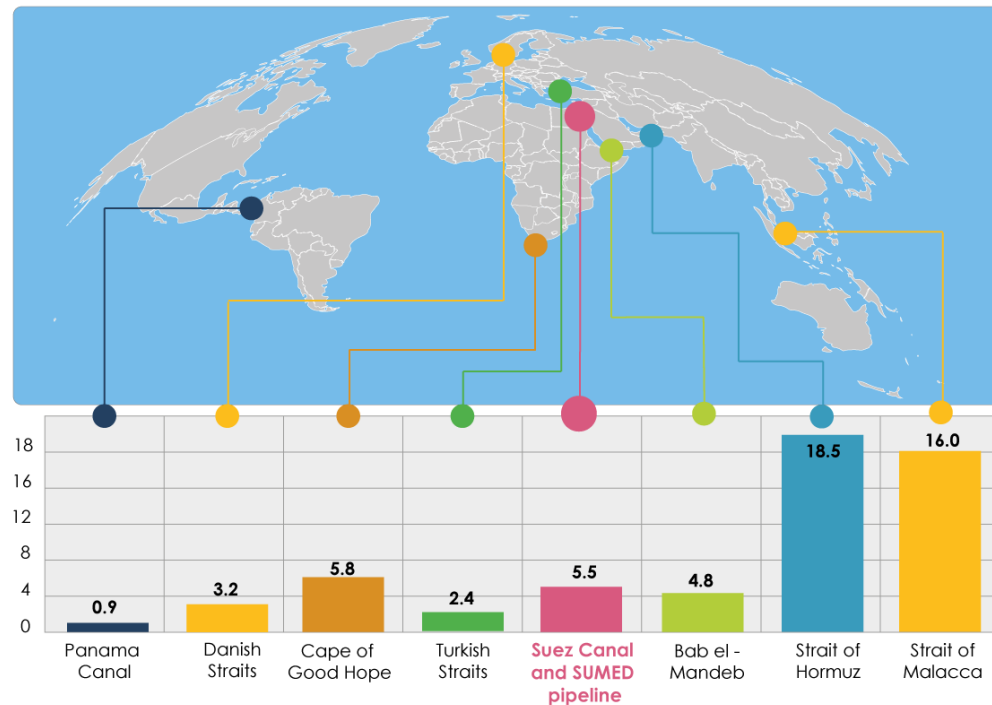 18
16
12
8
4
0
0.9
3.2
5.8
2.4
5.5
4.8
18.5
16.0
Panama
Canal
Danish
Straits
Cape of
Good Hope
Turkish
Straits
Suez Canal
and SUMED
pipeline
Bab el -
Mandeb
Strait of
Hormuz
Strait of
Malacca